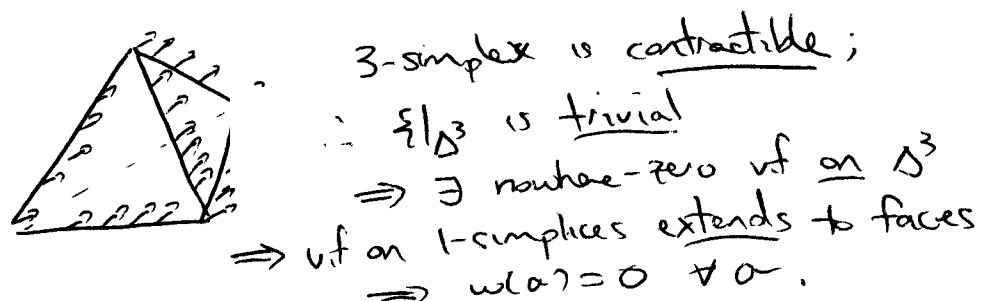 3-simplex is contractible;
∴ ξ|Δ³ is trivial
⇒ ∃ nowhere-zero vf on Δ³
⇒ vf on 1-simplices extends to faces
⇒ w(σ) = 0 ∀ σ.